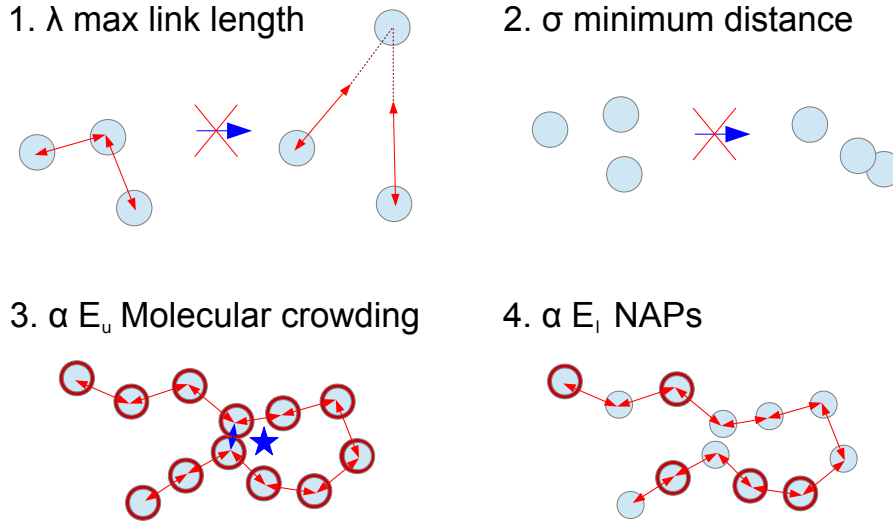 1. λ max link length
2. σ minimum distance
3. α Eᵤ Molecular crowding
4. α Eₗ NAPs